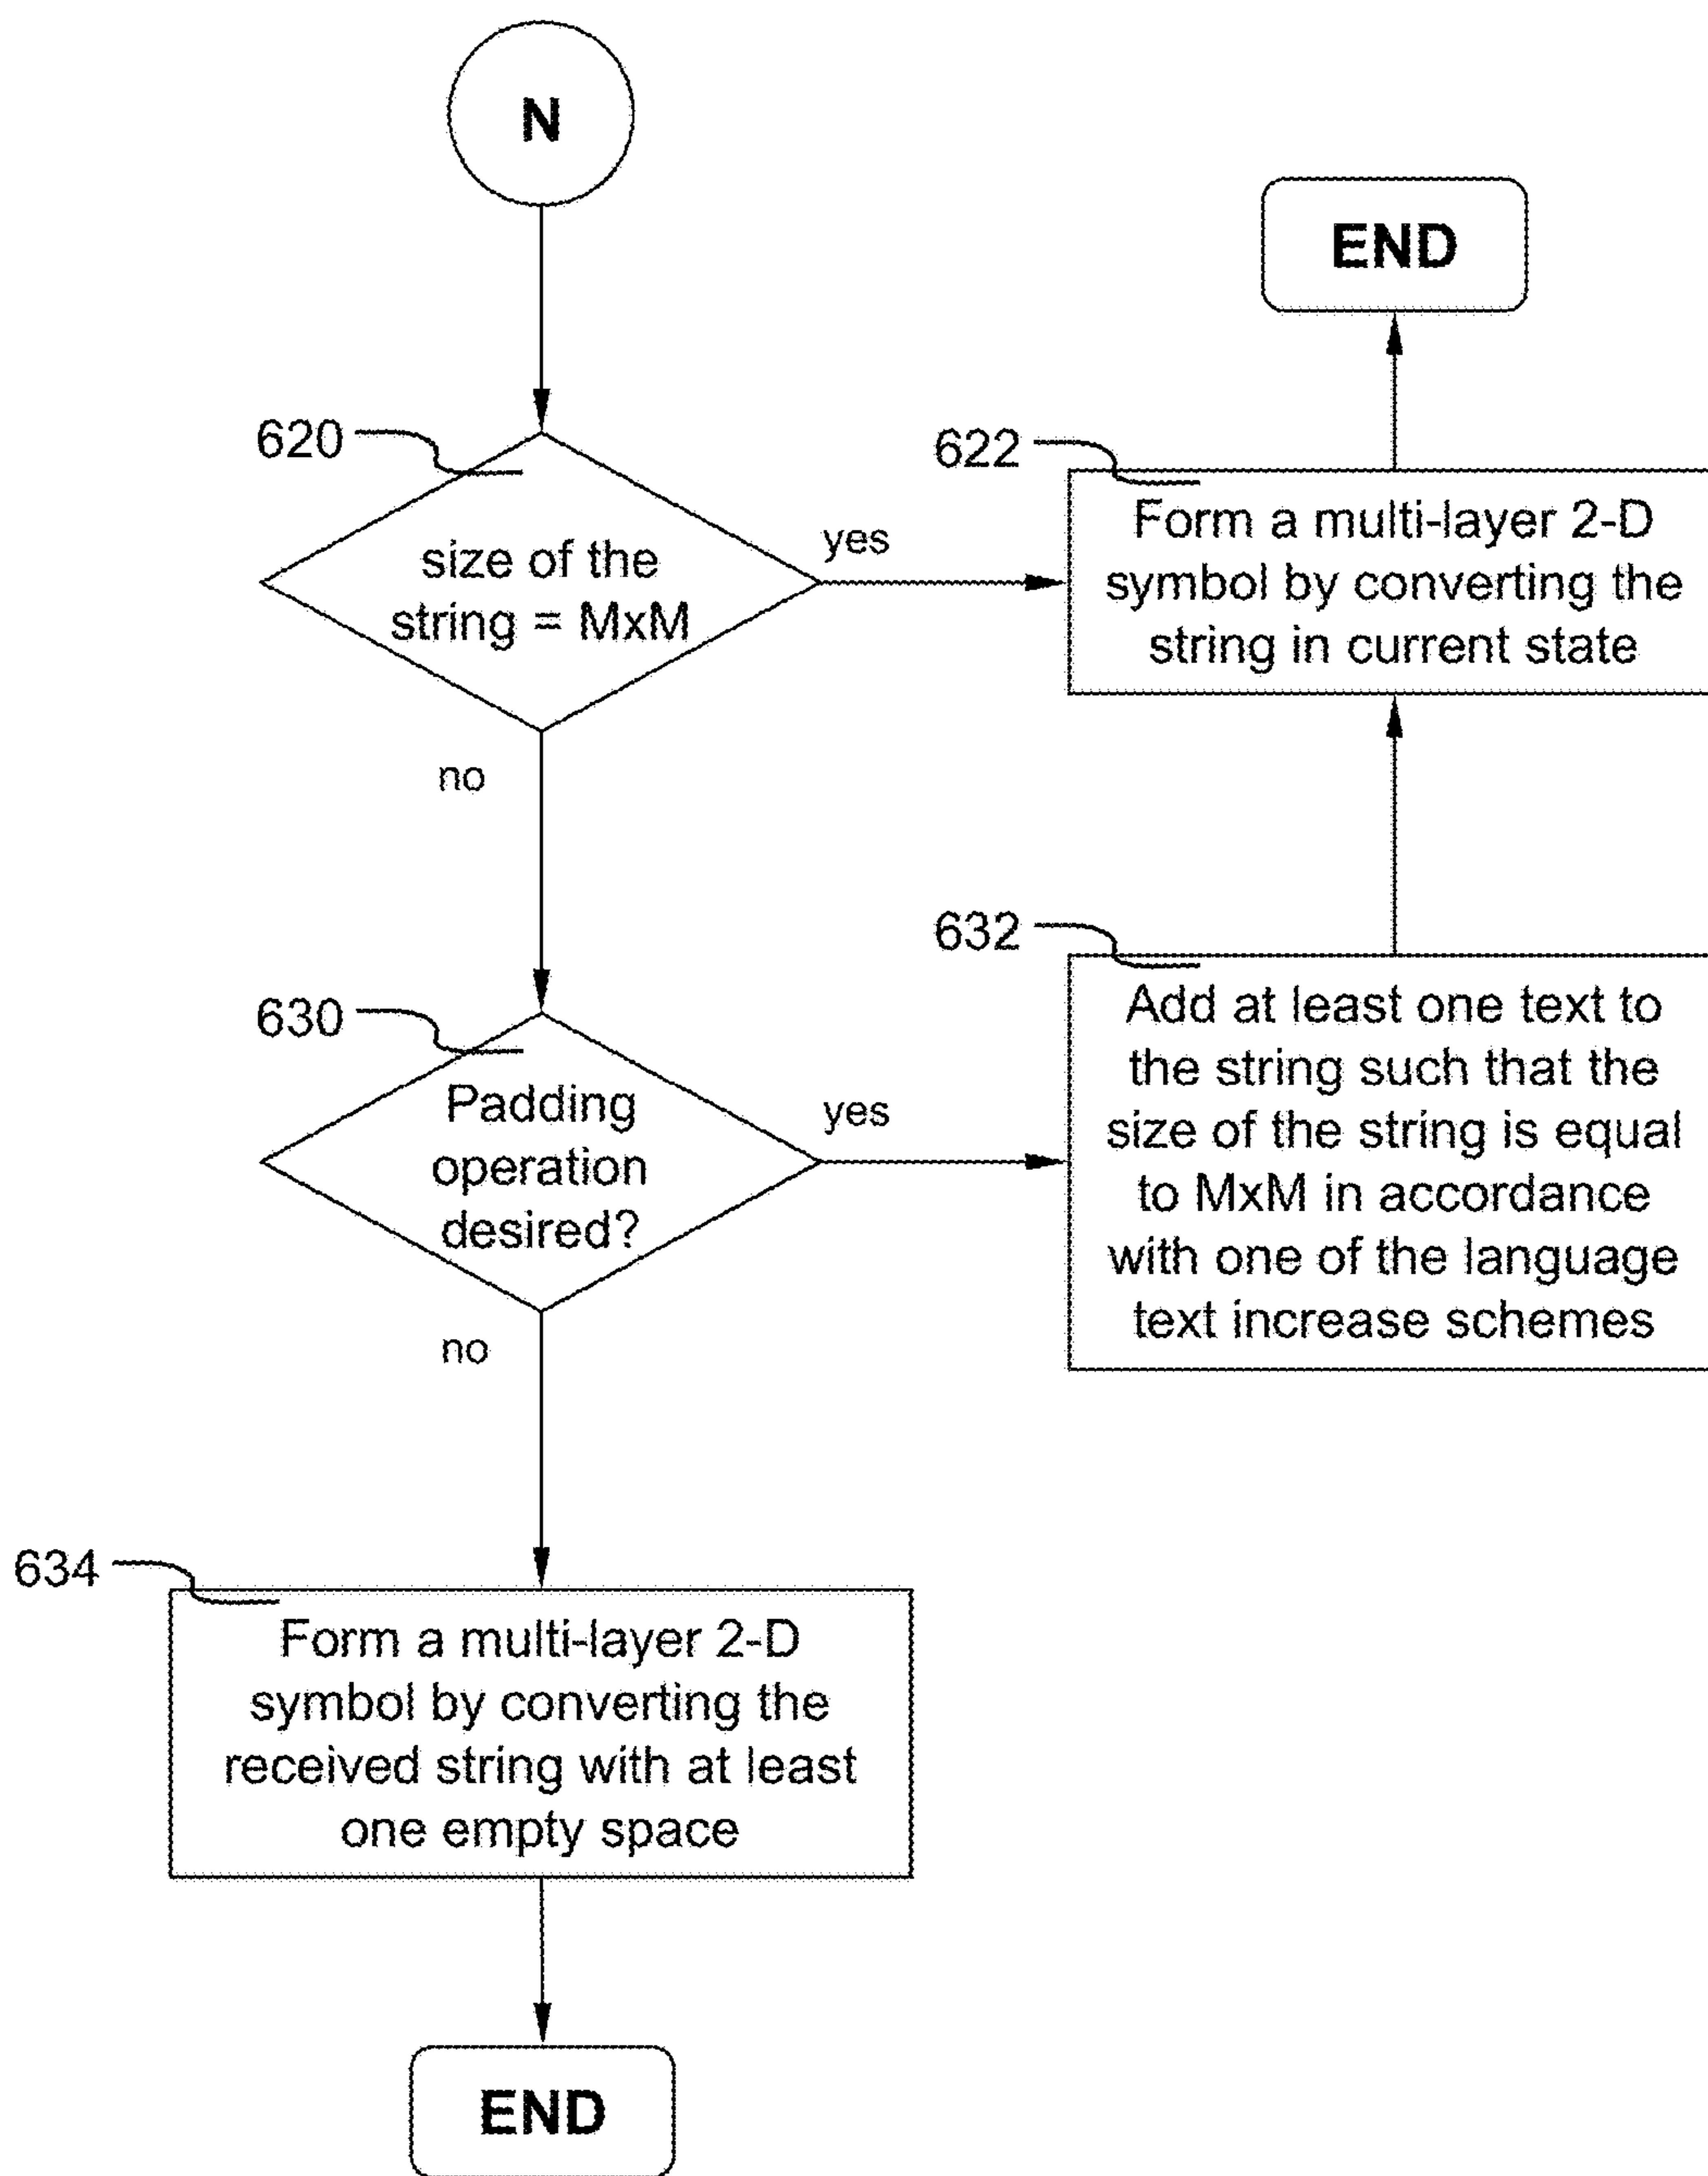 N
END
620
size of the
string = MxM
yes
no
622
Form a multi-layer 2-D
symbol by converting the
string in current state
630
Padding
operation
desired?
yes
no
632
Add at least one text to
the string such that the
size of the string is equal
to MxM in accordance
with one of the language
text increase schemes
634
Form a multi-layer 2-D
symbol by converting the
received string with at least
one empty space
END